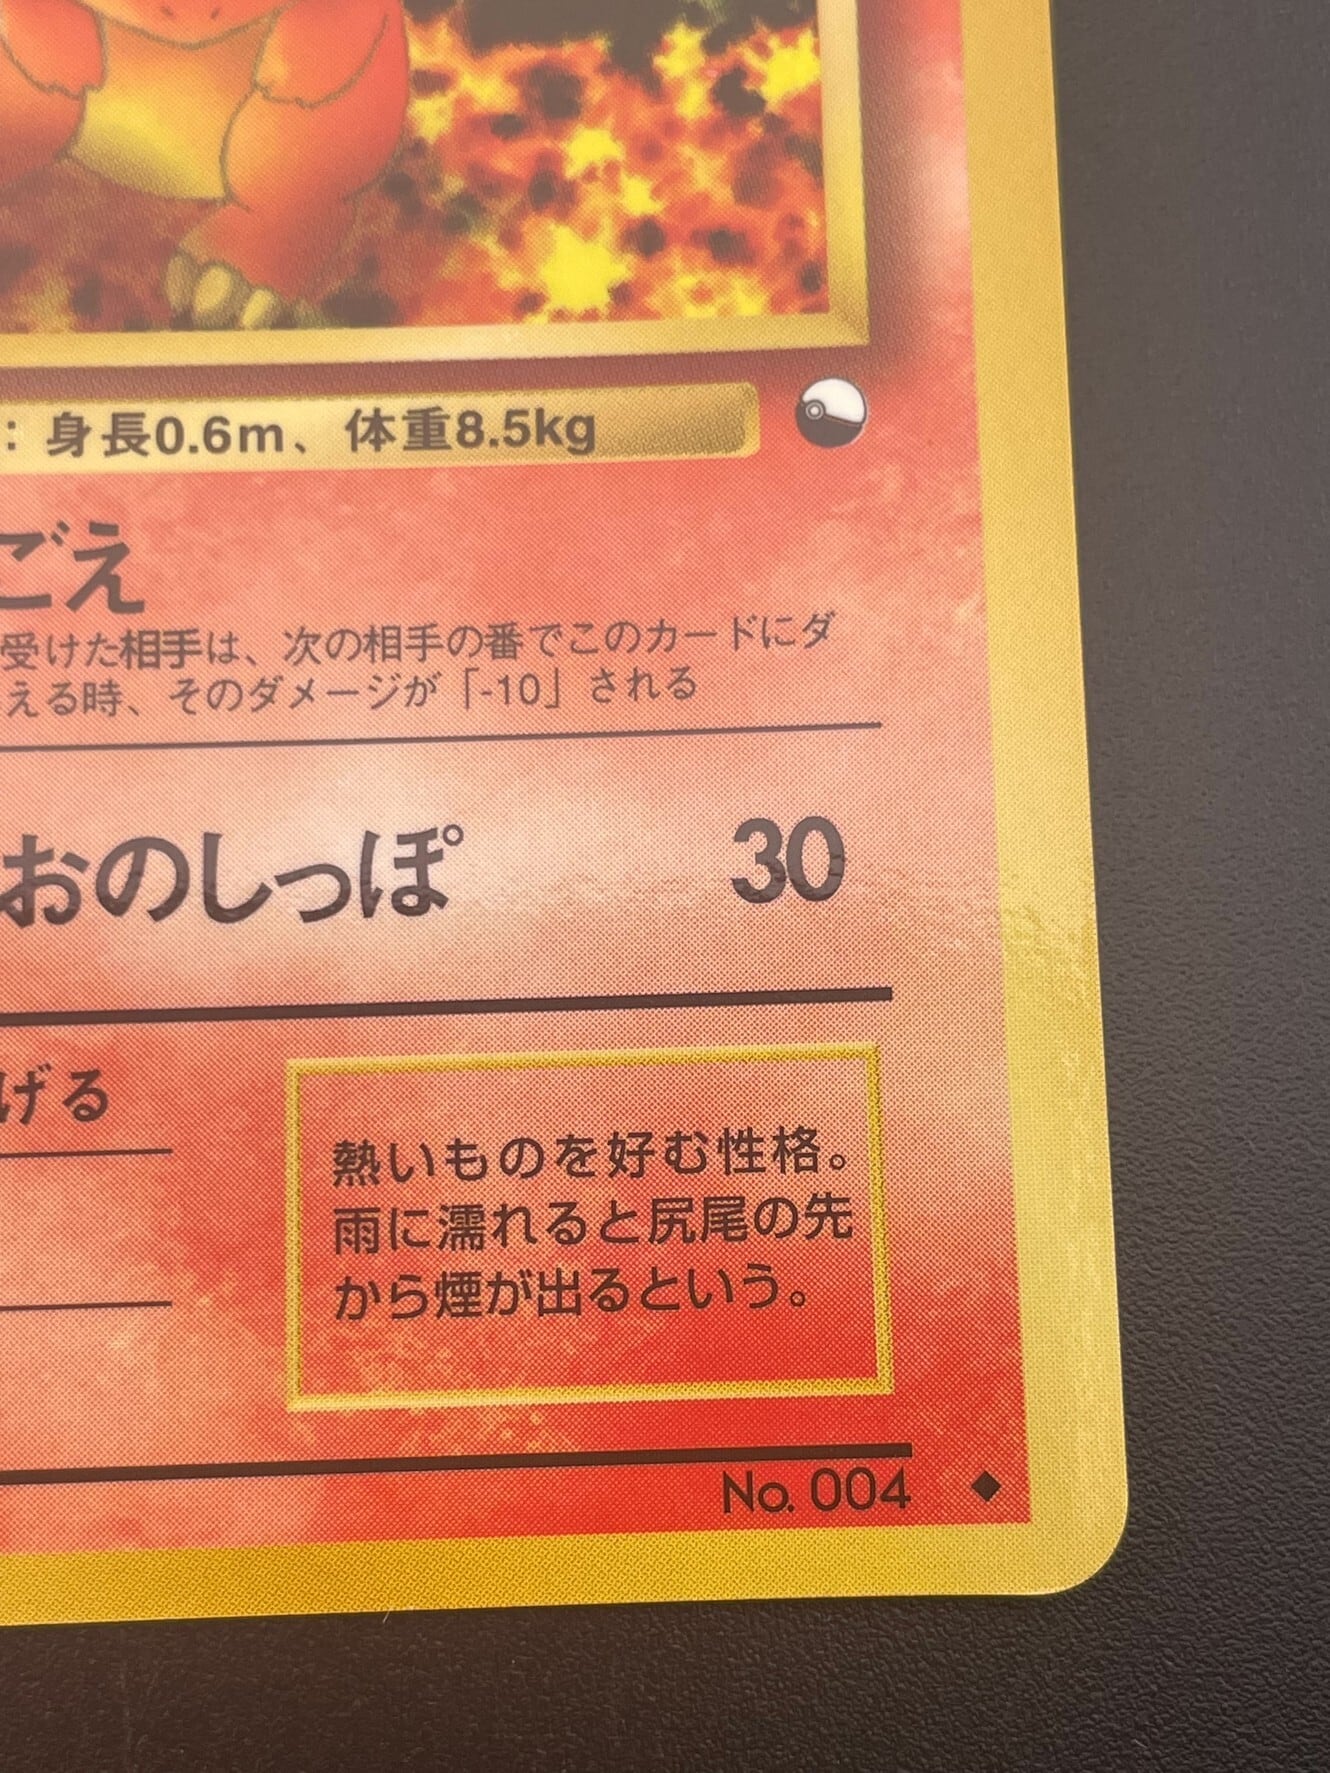 ：身長0.6m、体重8.5kg
ごえ
受けた相手は、次の相手の番でこのカードにダ
える時、そのダメージが「-10」される
おのしっぽ 30
げる
熱いものを好む性格。
雨に濡れると尻尾の先
から煙が出るという。
No. 004